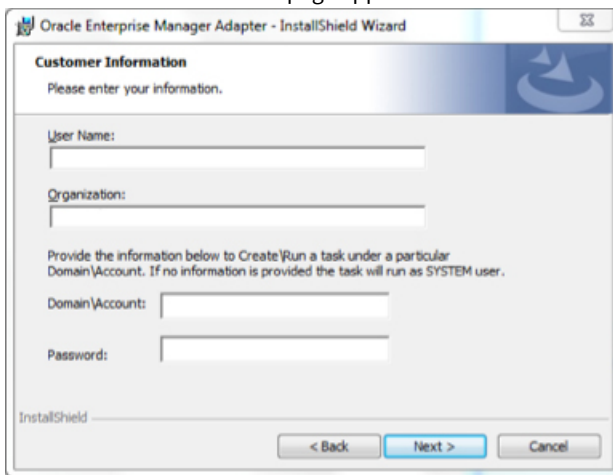 Oracle Enterprise Manager Adapter - InstallShield Wizard
Customer Information
Please enter your information.
User Name:
Organization:
Provide the information below to Create\Run a task under a particular
Domain\Account. If no information is provided the task will run as SYSTEM user.
Domain\Account:
Password:
InstallShield
< Back Next > Cancel